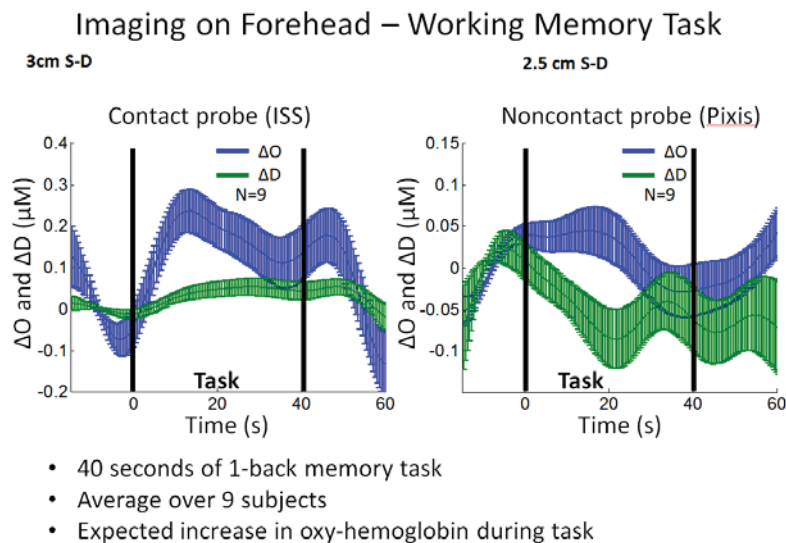 Imaging on Forehead – Working Memory Task
3cm S-D
2.5 cm S-D
Contact probe (ISS)
0.4
0.3
0.2
0.1
0
-0.1
-0.2
ΔO and ΔD (μM)
ΔO
ΔD
N=9
Task
0
20
40
60
Time (s)
Noncontact probe (Pixis)
0.15
0.1
0.05
0
-0.05
-0.1
ΔO and ΔD (μM)
ΔO
ΔD
N=9
Task
0
20
40
60
Time (s)
• 40 seconds of 1-back memory task
• Average over 9 subjects
• Expected increase in oxy-hemoglobin during task